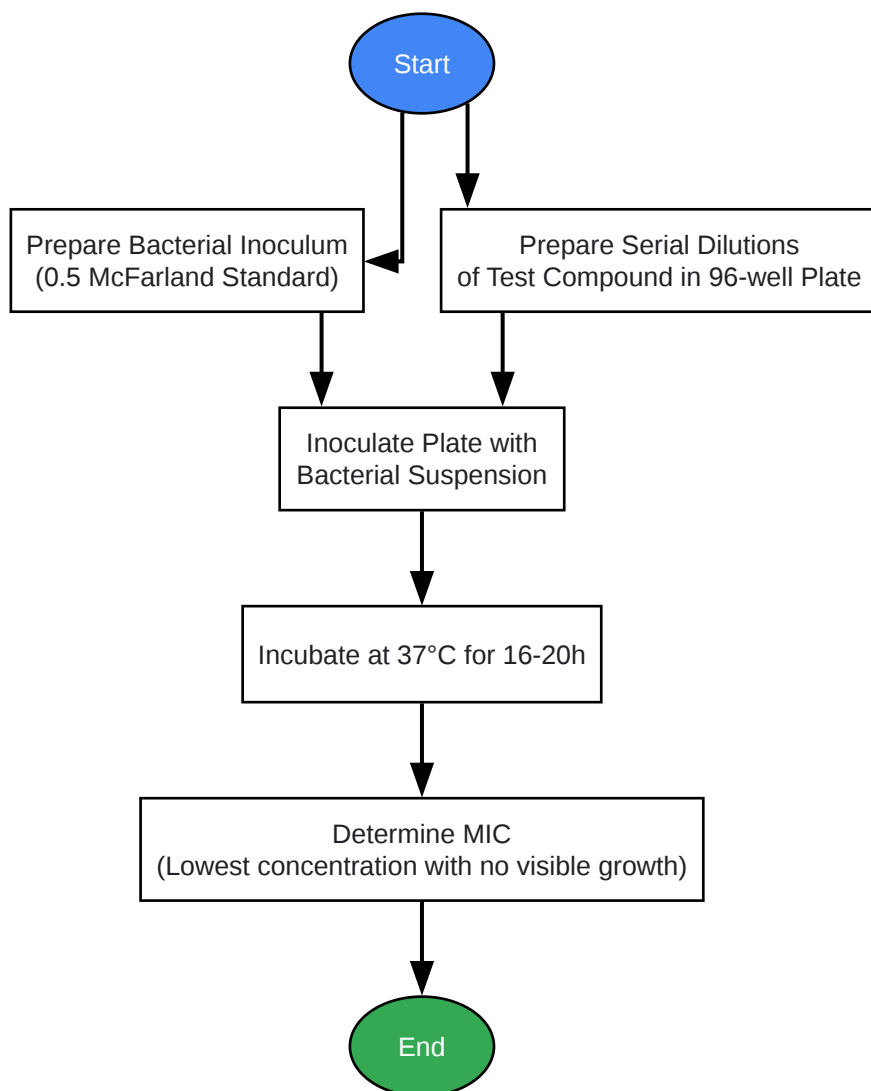 Start
Prepare Bacterial Inoculum
(0.5 McFarland Standard)
Prepare Serial Dilutions
of Test Compound in 96-well Plate
Inoculate Plate with
Bacterial Suspension
Incubate at 37°C for 16-20h
Determine MIC
(Lowest concentration with no visible growth)
End